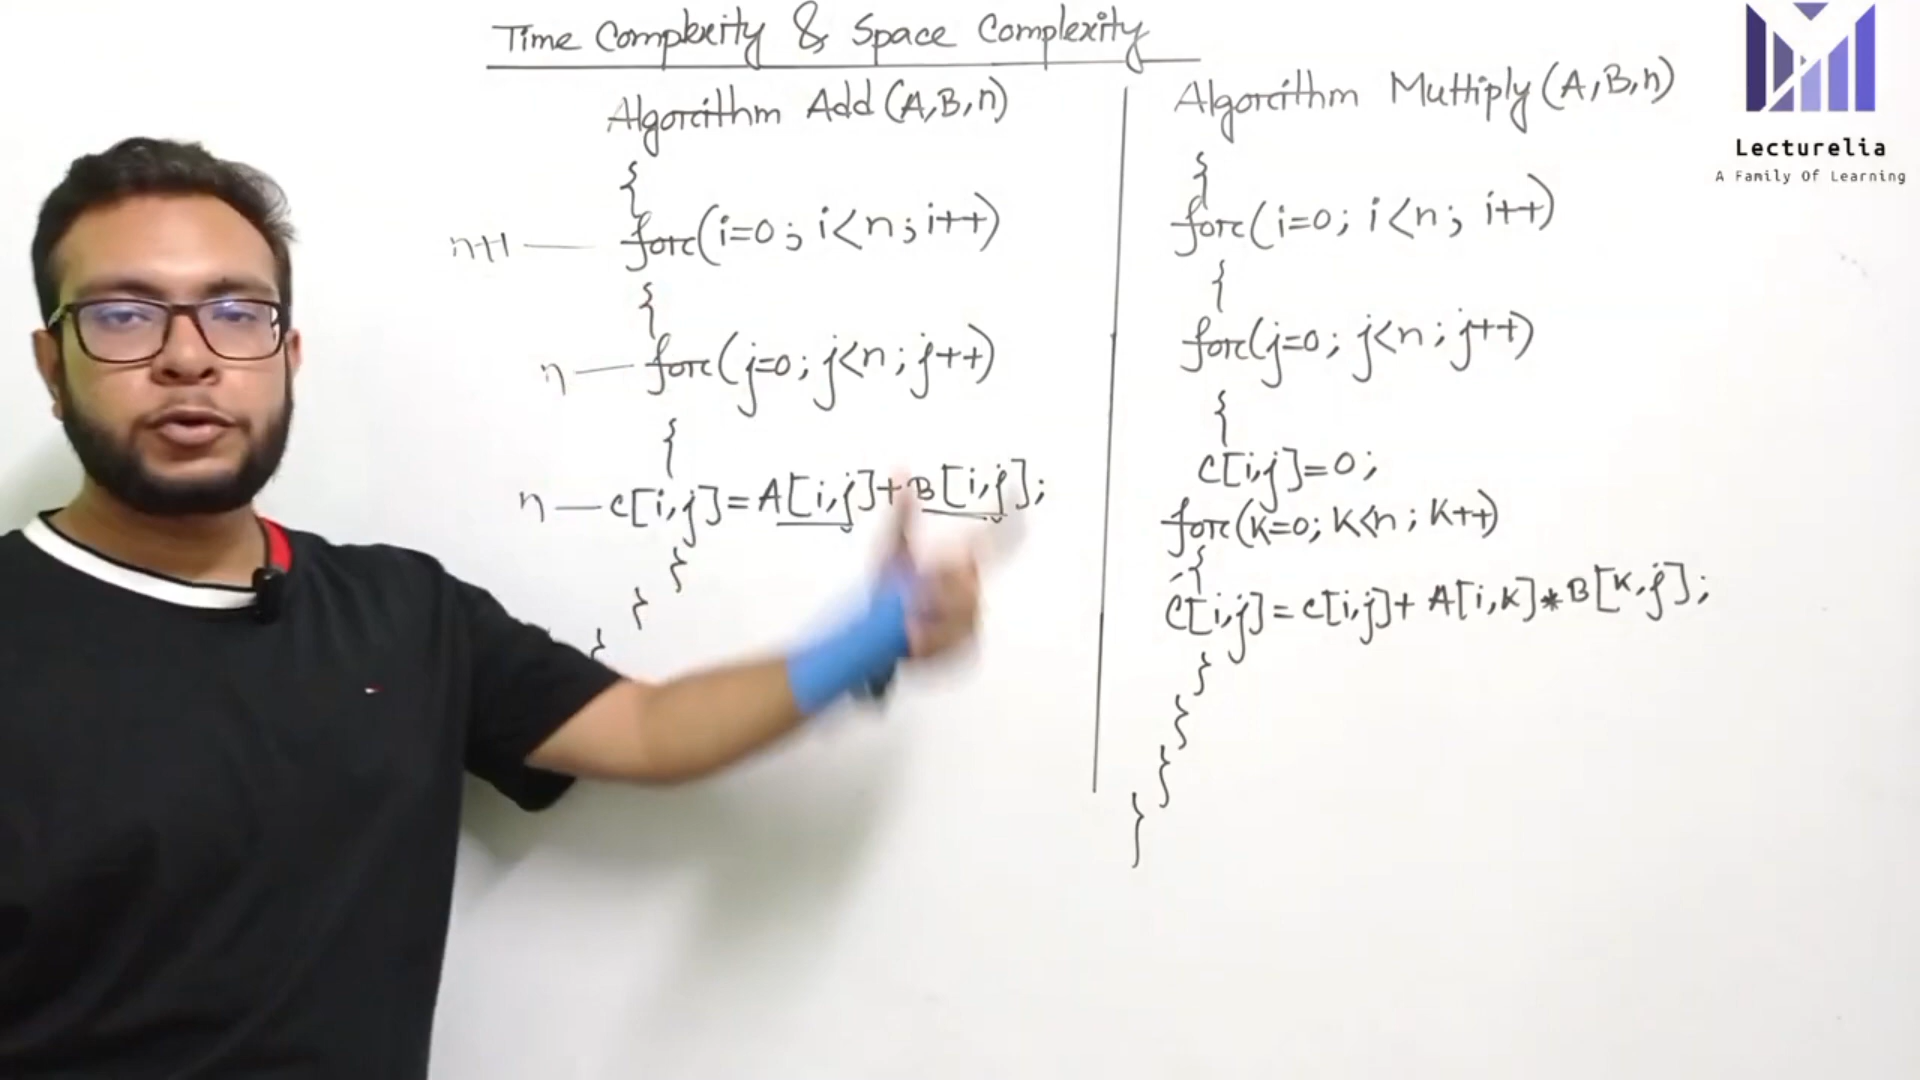 Time Complexity & Space Complexity
Algorithm Add (A,B,n)
{
n+1 — for(i=0; i<n; i++)
{
n — for(j=0; j<n; j++)
{
n — C[i,j]=A[i,j]+B[i,j];
}
}
}
Algorithm Multiply (A,B,n)
{
for(i=0; i<n; i++)
{
for(j=0; j<n; j++)
{
C[i,j]=0;
for(K=0; K<n; K++)
{
C[i,j]=C[i,j]+A[i,K]*B[K,j];
}
}
}
}
Lecturelia
A Family Of Learning